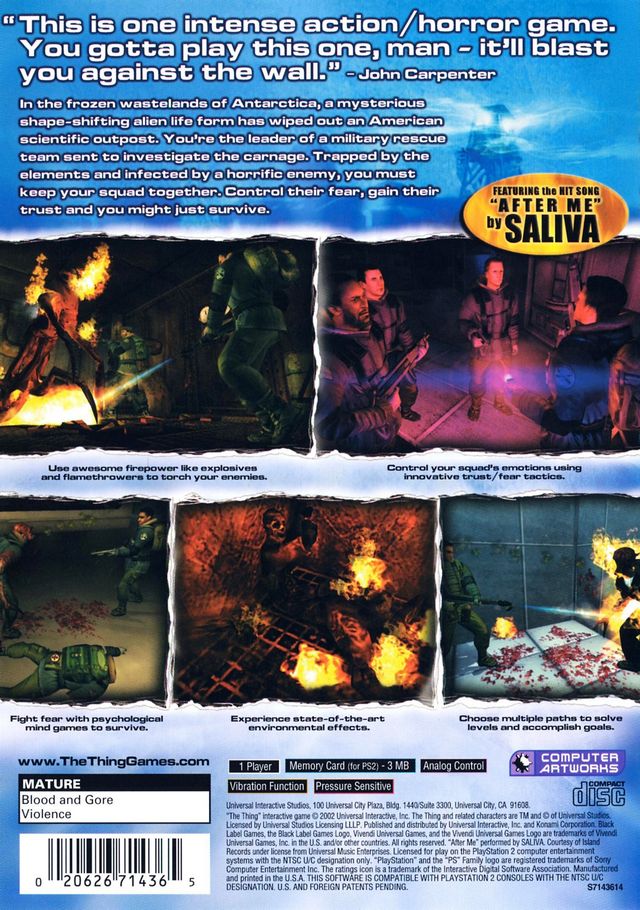 “This is one intense action/horror game.
You gotta play this one, man - it’ll blast
you against the wall.” - John Carpenter
In the frozen wastelands of Antarctica, a mysterious
shape-shifting alien life form has wiped out an American
scientific outpost. You’re the leader of a military rescue
team sent to investigate the carnage. Trapped by the
elements and infected by a horrific enemy, you must
keep your squad together. Control their fear, gain their
trust and you might just survive.
FEATURING the HIT SONG
“AFTER ME”
by SALIVA
Use awesome firepower like explosives
and flamethrowers to torch your enemies.
Control your squad’s emotions using
innovative trust/fear tactics.
Fight fear with psychological
mind games to survive.
Experience state-of-the-art
environmental effects.
Choose multiple paths to solve
levels and accomplish goals.
www.TheThingGames.com
MATURE
Blood and Gore
Violence
1 Player Memory Card (for PS2) - 3 MB Analog Control
Vibration Function Pressure Sensitive
COMPUTER
ARTWORKS
COMPACT
disc
Universal Interactive Studios, 100 Universal City Plaza, Bldg. 1440/Suite 3300, Universal City, CA 91608.
"The Thing" interactive game © 2002 Universal Interactive, Inc. The Thing and related characters are TM and © of Universal Studios.
Licensed by Universal Studios Licensing LLLP. Published and distributed by Universal Interactive, Inc. and Konami Corporation. Black
Label Games, the Black Label Games Logo, Vivendi Universal Games, and the Vivendi Universal Games Logo are trademarks of Vivendi
Universal Games, Inc. in the U.S. and/or other countries. All rights reserved. "After Me" performed by SALIVA. Courtesy of Island
Records under license from Universal Music Enterprises. Licensed for play on the PlayStation 2 computer entertainment
systems with the NTSC U/C designation only. "PlayStation" and the "PS" Family logo are registered trademarks of Sony
Computer Entertainment Inc. The ratings icon is a trademark of the Interactive Digital Software Association. Manufactured
and printed in the U.S.A. THIS SOFTWARE IS COMPATIBLE WITH PLAYSTATION 2 CONSOLES WITH THE NTSC U/C
DESIGNATION. U.S. AND FOREIGN PATENTS PENDING.
S7143614
0 20626 71436 5